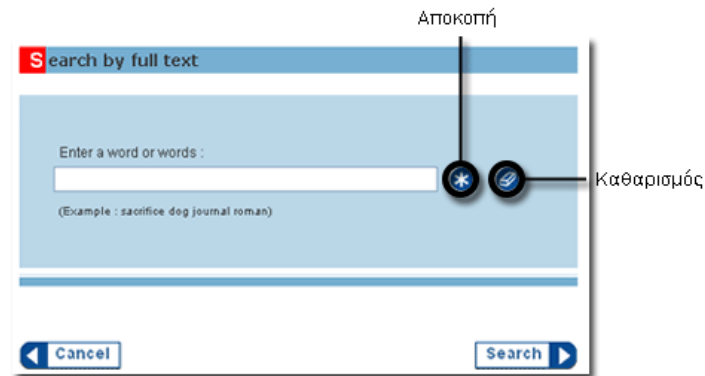 Αποκοπή
Search by full text
Enter a word or words :
Καθαρισμός
(Example : sacrifice dog journal roman)
Cancel
Search